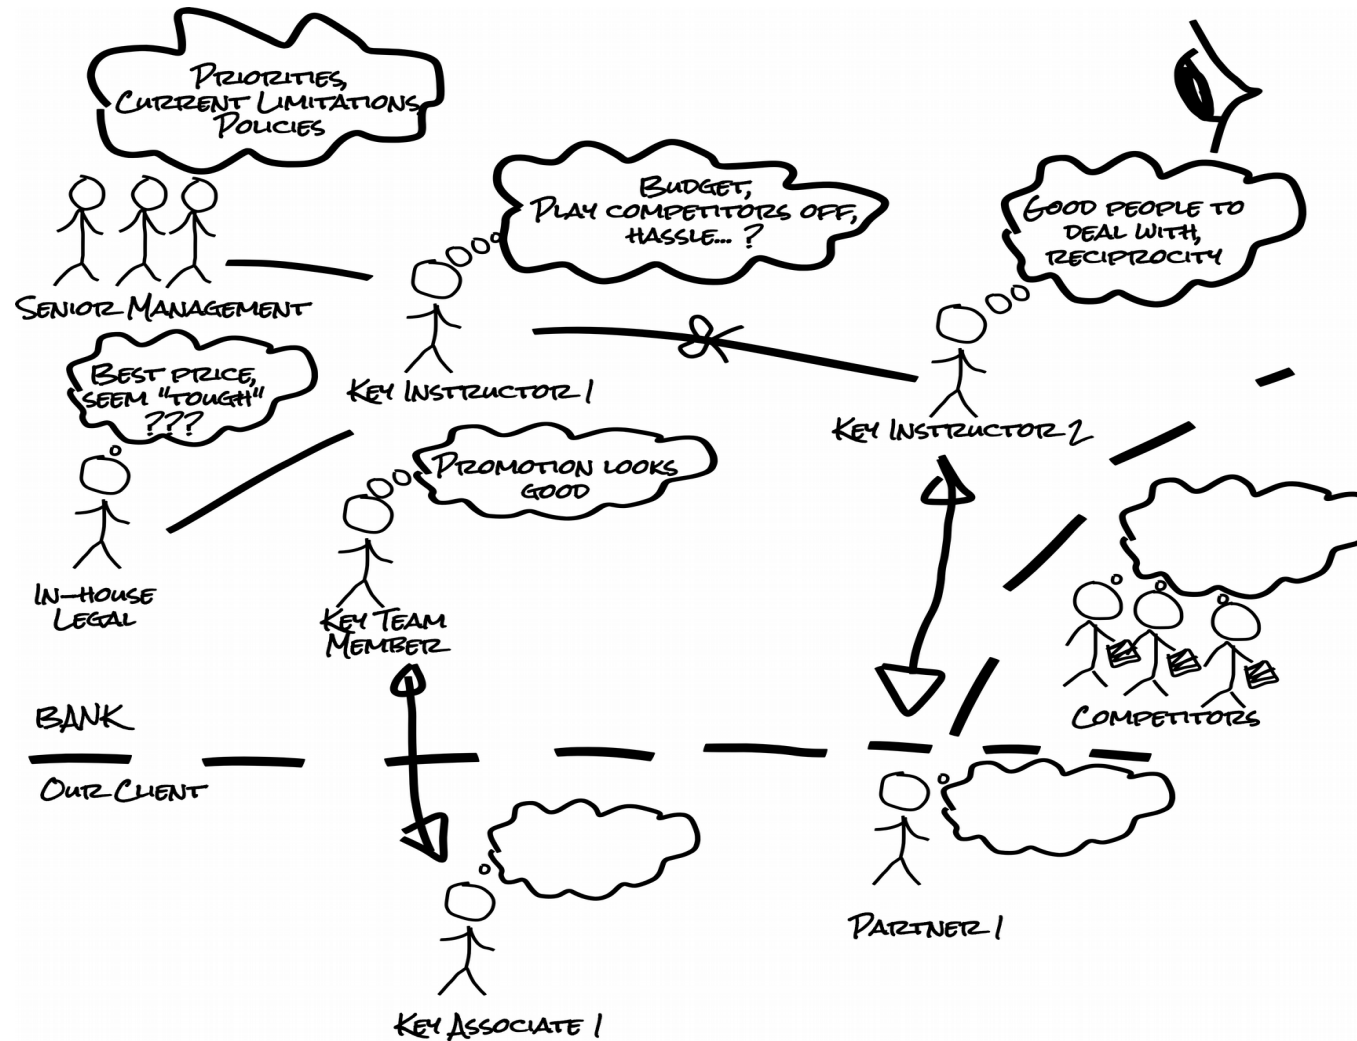 Priorities,
Current Limitations,
Policies
Senior Management
Budget,
Play competitors off,
hassle... ?
Key Instructor 1
Good people to
deal with,
reciprocity
Key Instructor 2
Best price,
seem "tough"
???
In-house
Legal
Promotion looks
good
Key Team
Member
Competitors
Bank
Our Client
Key Associate 1
Partner 1